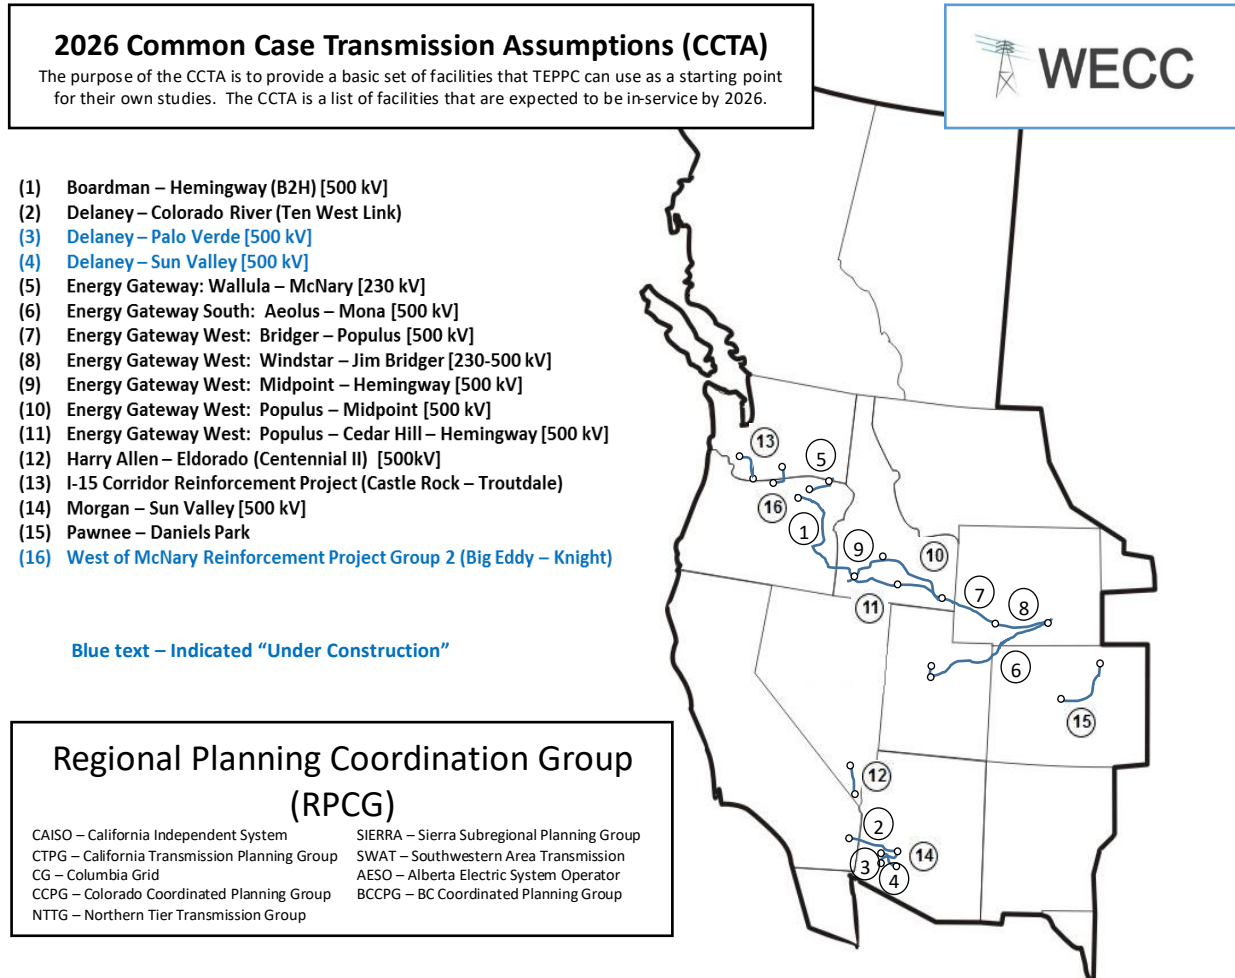 2026 Common Case Transmission Assumptions (CCTA)
The purpose of the CCTA is to provide a basic set of facilities that TEPPC can use as a starting point
for their own studies. The CCTA is a list of facilities that are expected to be in-service by 2026.
WECC
(1) Boardman – Hemingway (B2H) [500 kV]
(2) Delaney – Colorado River (Ten West Link)
(3) Delaney – Palo Verde [500 kV]
(4) Delaney – Sun Valley [500 kV]
(5) Energy Gateway: Wallula – McNary [230 kV]
(6) Energy Gateway South: Aeolus – Mona [500 kV]
(7) Energy Gateway West: Bridger – Populus [500 kV]
(8) Energy Gateway West: Windstar – Jim Bridger [230-500 kV]
(9) Energy Gateway West: Midpoint – Hemingway [500 kV]
(10) Energy Gateway West: Populus – Midpoint [500 kV]
(11) Energy Gateway West: Populus – Cedar Hill – Hemingway [500 kV]
(12) Harry Allen – Eldorado (Centennial II) [500kV]
(13) I-15 Corridor Reinforcement Project (Castle Rock – Troutdale)
(14) Morgan – Sun Valley [500 kV]
(15) Pawnee – Daniels Park
(16) West of McNary Reinforcement Project Group 2 (Big Eddy – Knight)
Blue text – Indicated “Under Construction”
Regional Planning Coordination Group
(RPCG)
CAISO – California Independent System
CTPG – California Transmission Planning Group
CG – Columbia Grid
CCPG – Colorado Coordinated Planning Group
NTTG – Northern Tier Transmission Group
SIERRA – Sierra Subregional Planning Group
SWAT – Southwestern Area Transmission
AESO – Alberta Electric System Operator
BCCPG – BC Coordinated Planning Group
13
5
16
1
9
10
11
7
8
6
15
12
2
14
3
4